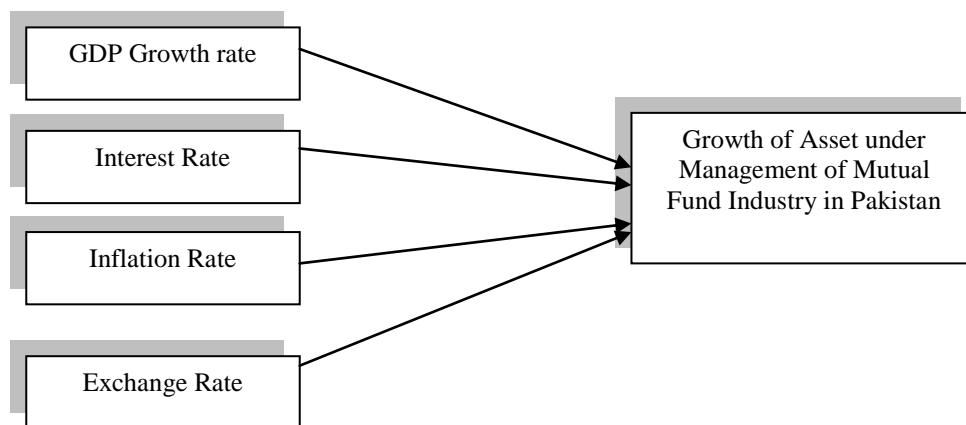 GDP Growth rate
Interest Rate
Inflation Rate
Exchange Rate
Growth of Asset under
Management of Mutual
Fund Industry in Pakistan